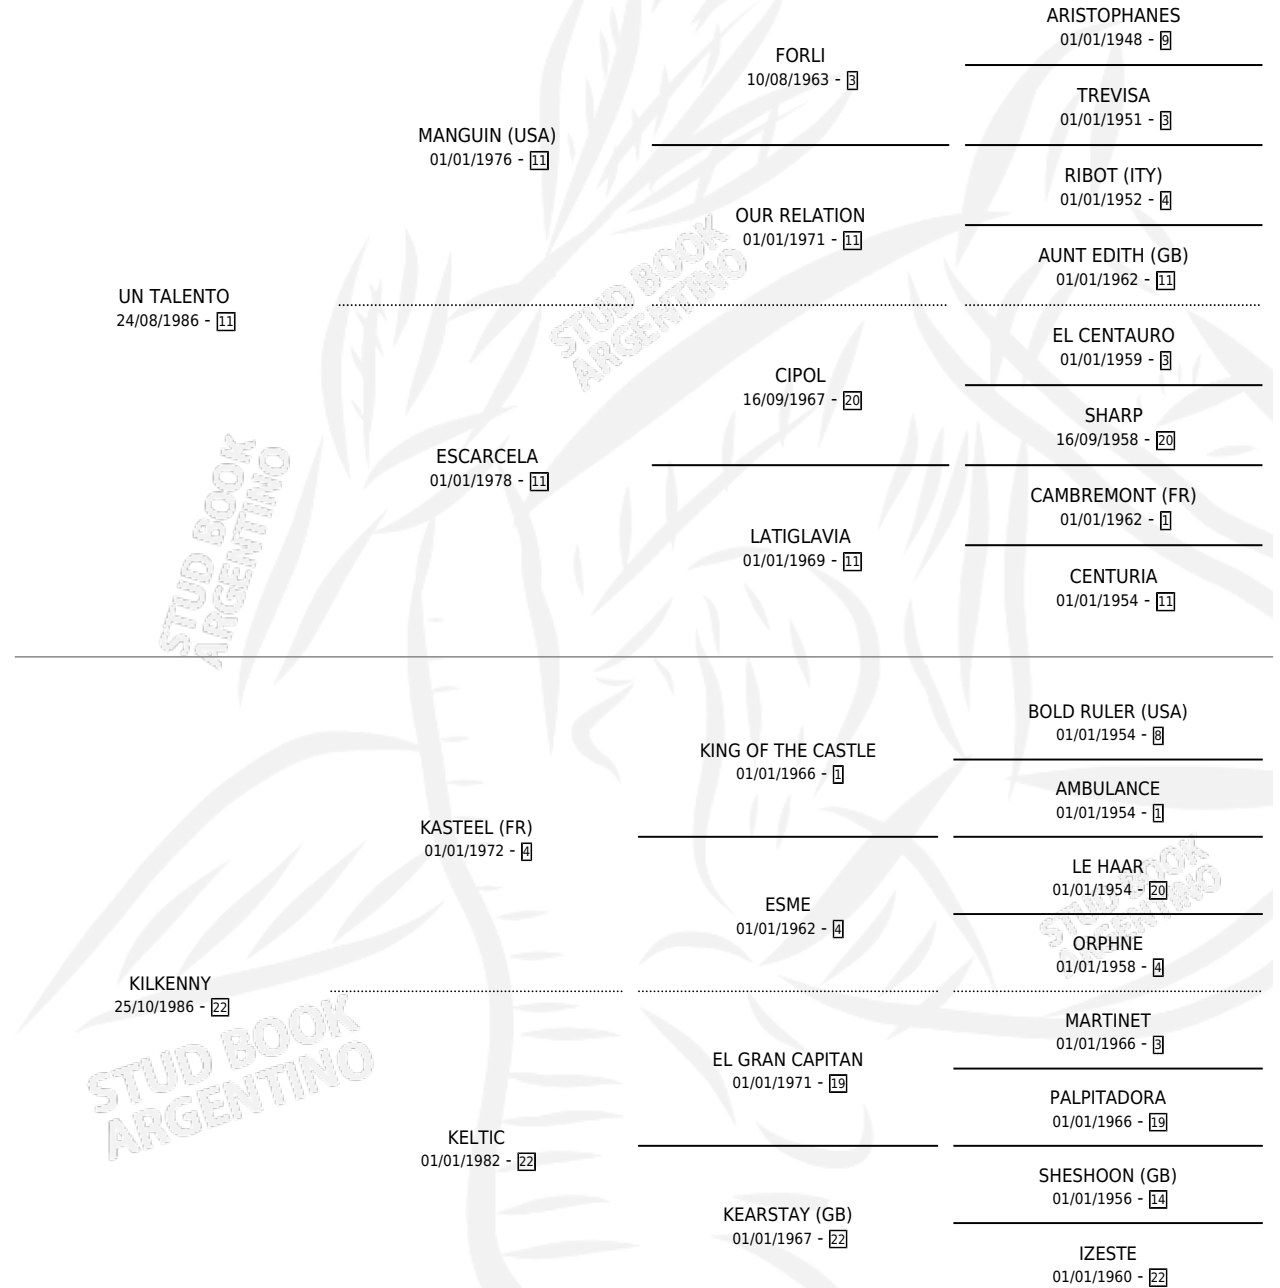 ARISTOPHANES
01/01/1948 - 9
FORLI
10/08/1963 - 3
TREVISA
01/01/1951 - 3
MANGUIN (USA)
01/01/1976 - 11
RIBOT (ITY)
01/01/1952 - 4
OUR RELATION
01/01/1971 - 11
AUNT EDITH (GB)
01/01/1962 - 11
UN TALENTO
24/08/1986 - 11
STUD BOOK
ARGENTINO
EL CENTAURO
01/01/1959 - 3
CIPOL
16/09/1967 - 20
SHARP
16/09/1958 - 20
ESCARCELA
01/01/1978 - 11
CAMBREMONT (FR)
01/01/1962 - 1
LATIGLAVIA
01/01/1969 - 11
CENTURIA
01/01/1954 - 11
STUD BOOK
ARGENTINO
BOLD RULER (USA)
01/01/1954 - 8
KING OF THE CASTLE
01/01/1966 - 1
AMBULANCE
01/01/1954 - 1
KASTEEL (FR)
01/01/1972 - 4
LE HAAR
01/01/1954 - 20
ESME
01/01/1962 - 4
STUD BOOK
ARGENTINO
ORPHNE
01/01/1958 - 4
KILKENNY
25/10/1986 - 22
STUD BOOK
ARGENTINO
MARTINET
01/01/1966 - 3
EL GRAN CAPITAN
01/01/1971 - 19
PALPITADORA
01/01/1966 - 19
KELTIC
01/01/1982 - 22
SHESHOON (GB)
01/01/1956 - 14
KEARSTAY (GB)
01/01/1967 - 22
IZESTE
01/01/1960 - 22